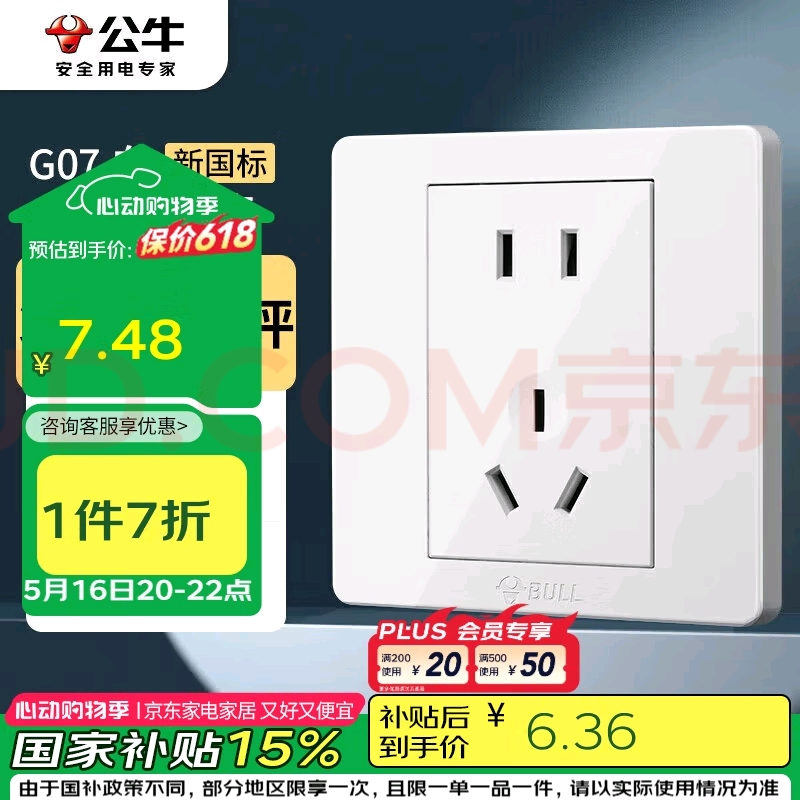 公牛
安全用电专家
G07
新国标
心动购物季
预估到手价:
保价618
¥7.48
咨询客服享优惠>
1件7折
5月16日20-22点
JD.COM京东
BULL
PLUS 会员专享
满200使用 ¥20
满500使用 ¥50
心动购物季 京东家电家居 又好又便宜
国家补贴15%
补贴后到手价 ¥6.36
由于国补政策不同，部分地区限享一次，且限一单一品一件，请以实际使用情况为准